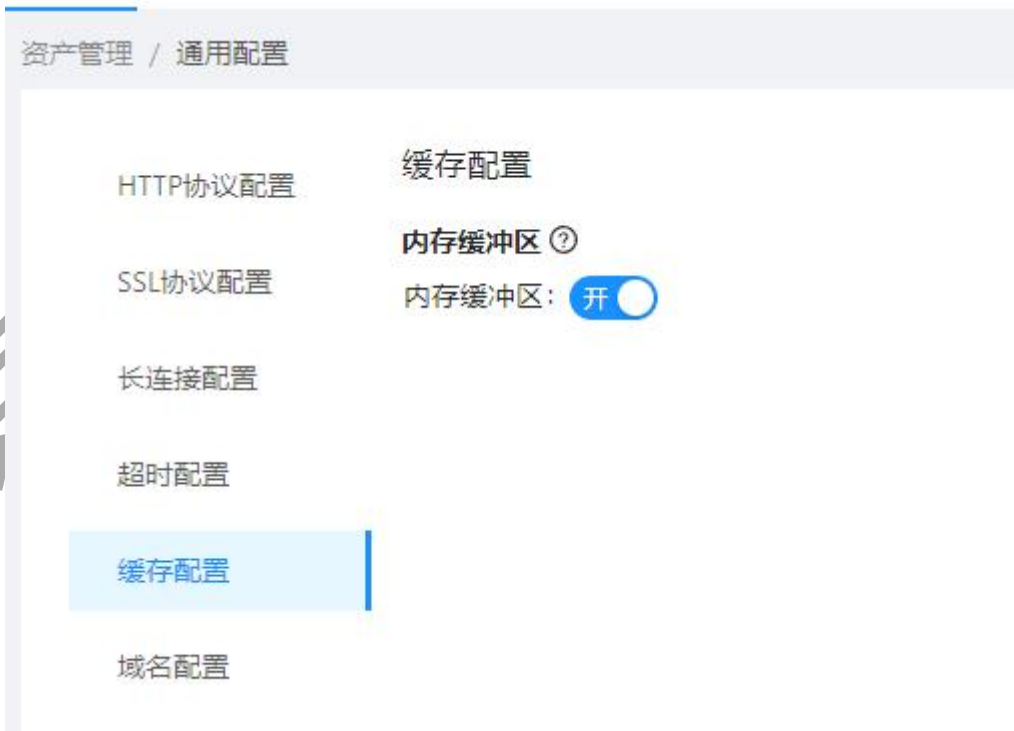 资产管理 / 通用配置
HTTP协议配置
SSL协议配置
长连接配置
超时配置
缓存配置
域名配置
缓存配置
内存缓冲区 ?
内存缓冲区： 开